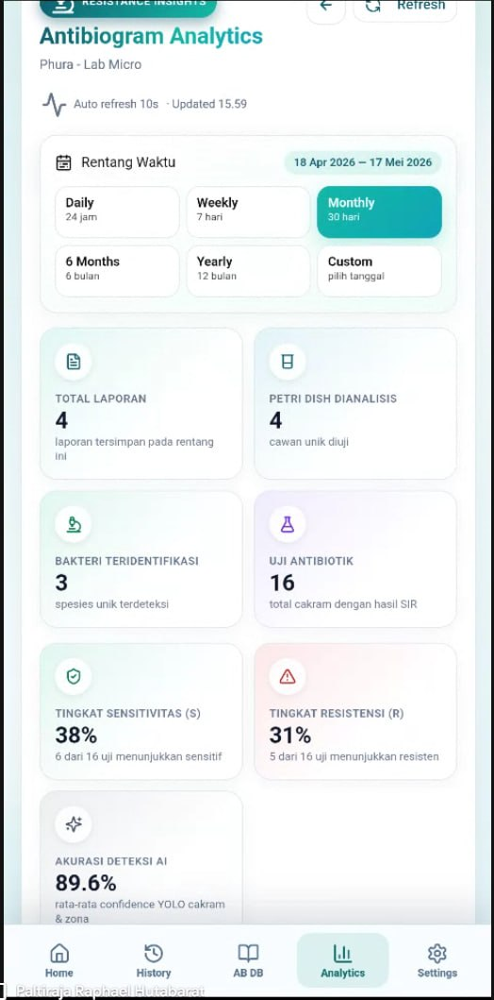 RESISTANCE INSIGHTS
Refresh
Antibiogram Analytics
Phura - Lab Micro
Auto refresh 10s · Updated 15.59
Rentang Waktu
18 Apr 2026 — 17 Mei 2026
Daily
24 jam
Weekly
7 hari
Monthly
30 hari
6 Months
6 bulan
Yearly
12 bulan
Custom
pilih tanggal
TOTAL LAPORAN
4
laporan tersimpan pada rentang
ini
PETRI DISH DIANALISIS
4
cawan unik diuji
BAKTERI TERIDENTIFIKASI
3
spesies unik terdeteksi
UJI ANTIBIOTIK
16
total cakram dengan hasil SIR
TINGKAT SENSITIVITAS (S)
38%
6 dari 16 uji menunjukkan sensitif
TINGKAT RESISTENSI (R)
31%
5 dari 16 uji menunjukkan resisten
AKURASI DETEKSI AI
89.6%
rata-rata confidence YOLO cakram
& zona
Home
History
AB DB
Analytics
Settings
Paltiraja Raphael Hutabarat